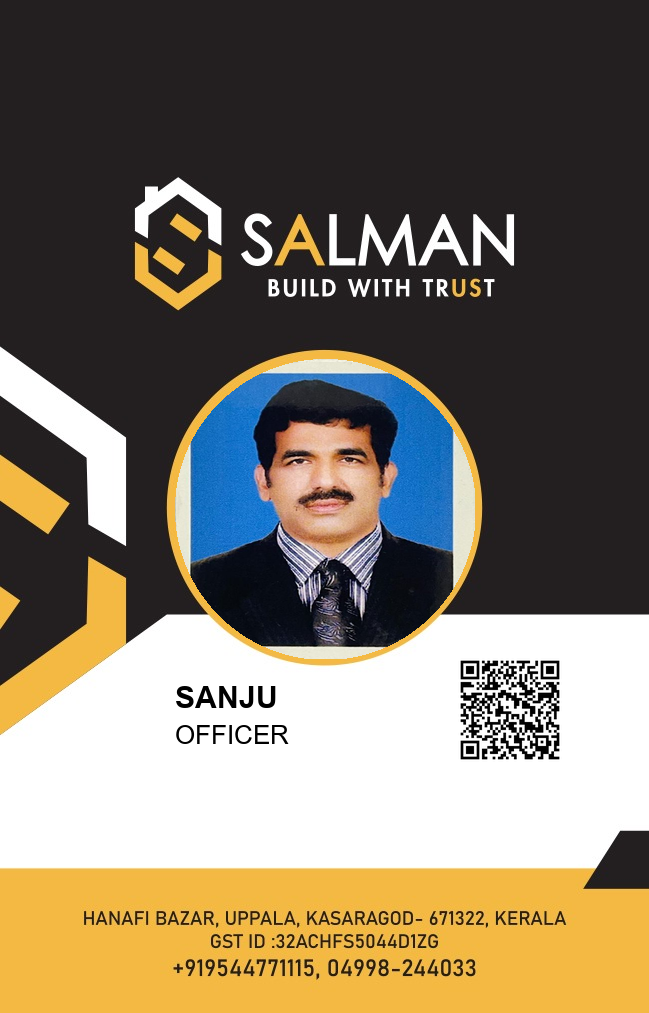 SALMAN
BUILD WITH TRUST
SANJU
OFFICER
HANAFI BAZAR, UPPALA, KASARAGOD- 671322, KERALA
GST ID :32ACHFS5044D1ZG
+919544771115, 04998-244033